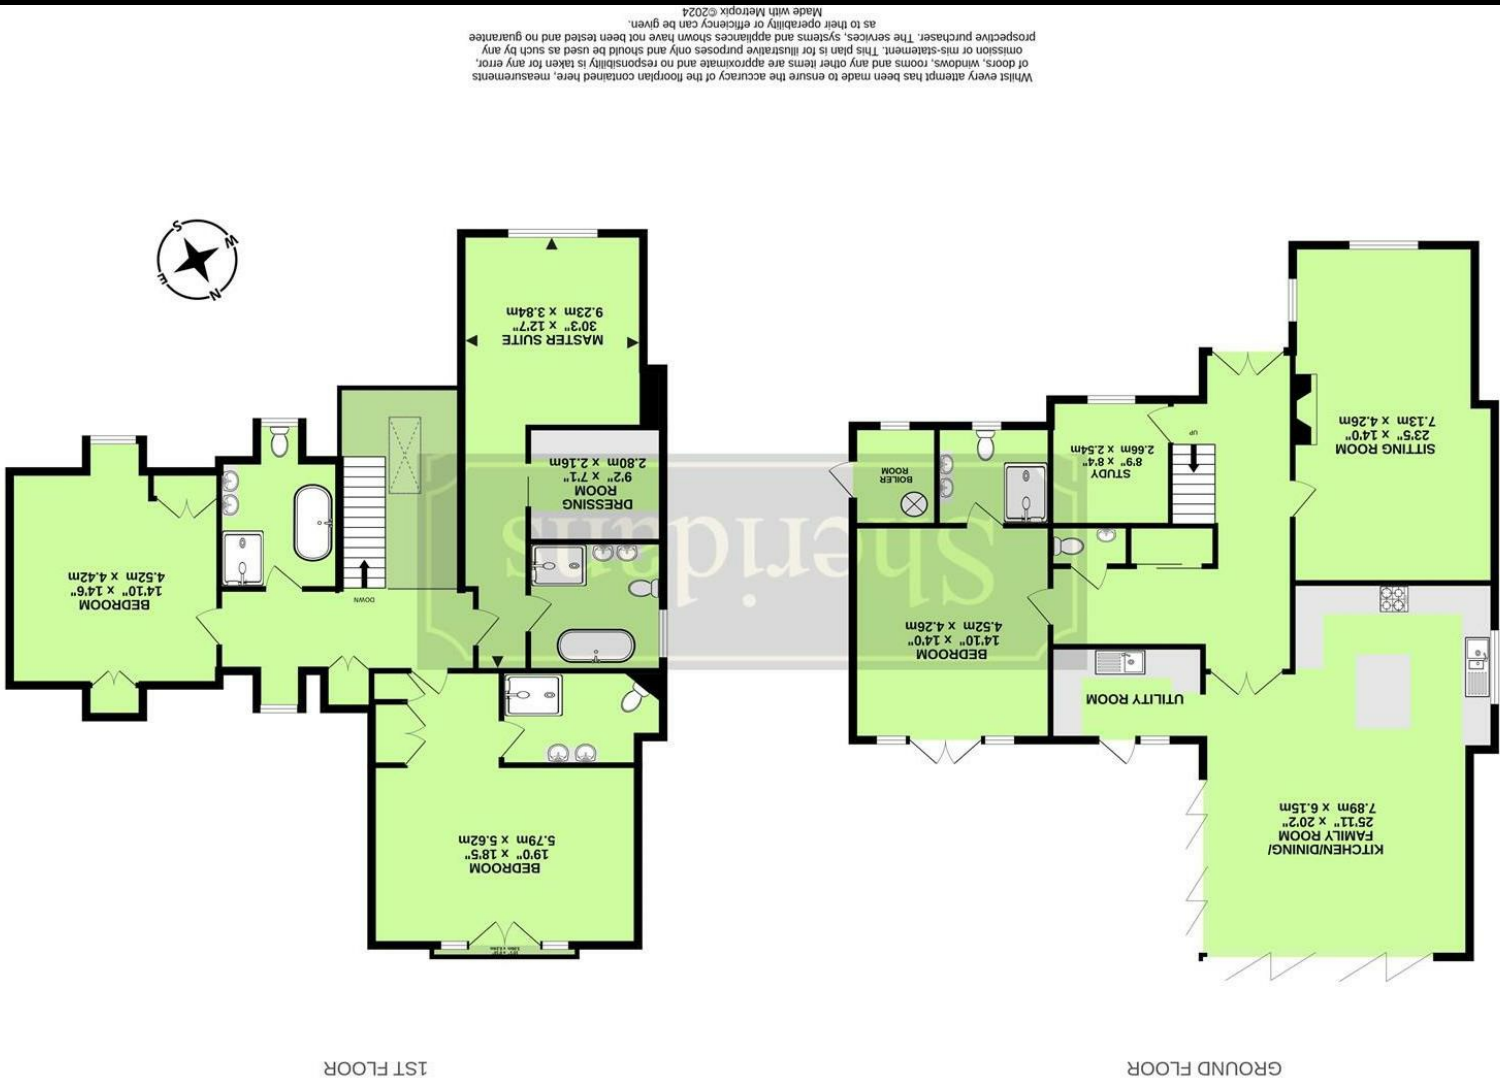 GROUND FLOOR
1ST FLOOR
KITCHEN/DINING/
FAMILY ROOM
25'11" x 20'2"
7.89m x 6.15m
UTILITY ROOM
BEDROOM
14'10" x 14'0"
4.52m x 4.26m
SITTING ROOM
23'5" x 14'0"
7.13m x 4.26m
STUDY
8'9" x 8'4"
2.66m x 2.54m
BOILER
ROOM
UP
BEDROOM
19'0" x 18'5"
5.79m x 5.62m
BEDROOM
14'10" x 14'6"
4.52m x 4.42m
DOWN
DRESSING
ROOM
9'2" x 7'1"
2.80m x 2.16m
MASTER SUITE
30'3" x 12'7"
9.23m x 3.84m
Sheridans
N
E
S
W
Whilst every attempt has been made to ensure the accuracy of the floorplan contained here, measurements
of doors, windows, rooms and any other items are approximate and no responsibility is taken for any error,
omission or mis-statement. This plan is for illustrative purposes only and should be used as such by any
prospective purchaser. The services, systems and appliances shown have not been tested and no guarantee
as to their operability or efficiency can be given.
Made with Metropix ©2024